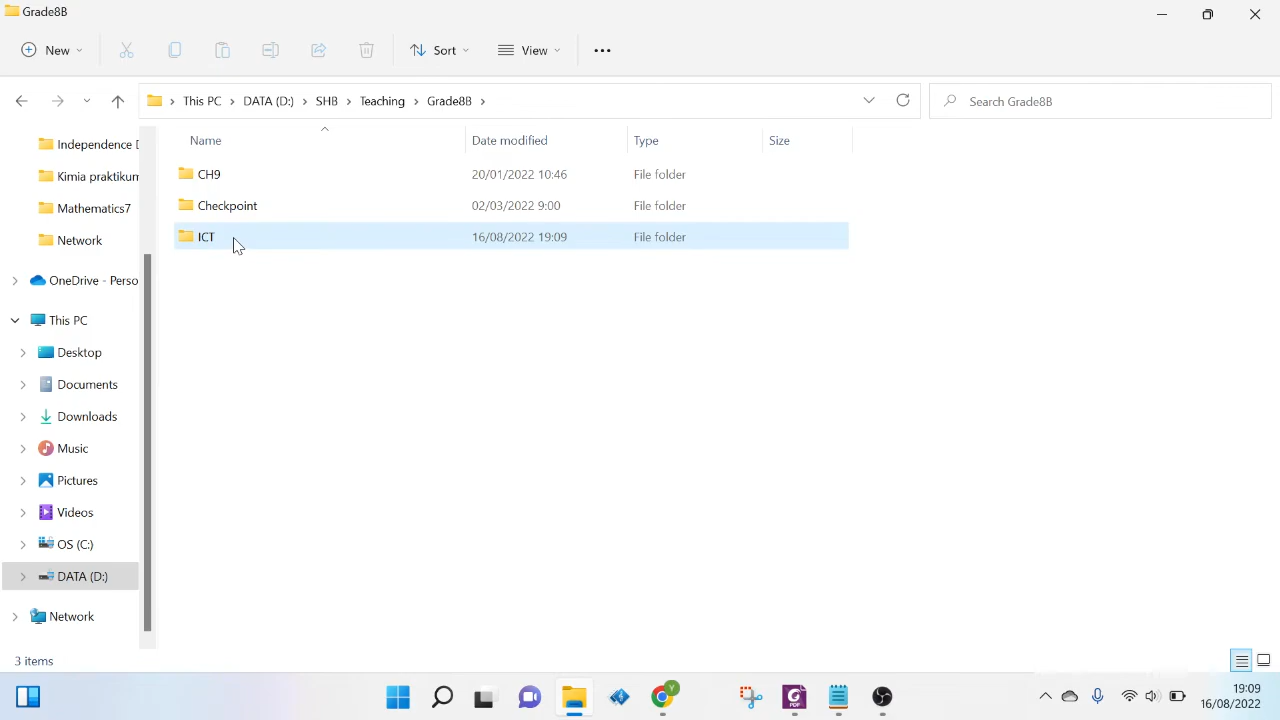 Grade8B
New
Sort
View
This PC > DATA (D:) > SHB > Teaching > Grade8B >
Search Grade8B
Name Date modified Type Size
CH9 20/01/2022 10:46 File folder
Checkpoint 02/03/2022 9:00 File folder
ICT 16/08/2022 19:09 File folder
Independence
Kimia praktikum
Mathematics7
Network
OneDrive - Perso
This PC
Desktop
Documents
Downloads
Music
Pictures
Videos
OS (C:)
DATA (D:)
Network
3 items
PDF
Y
19:09
16/08/2022